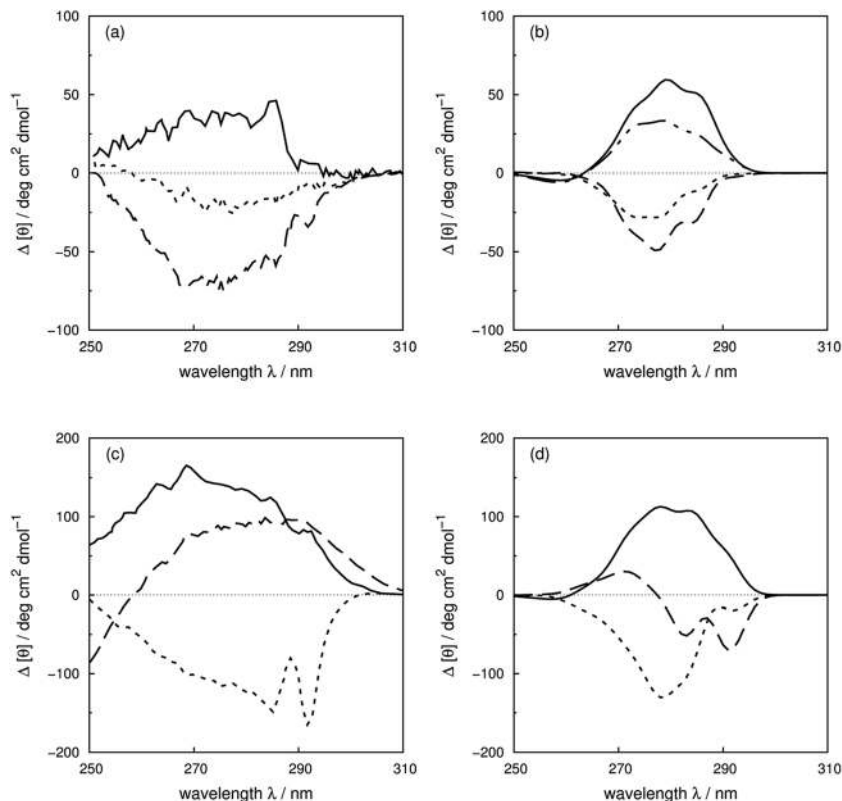 (a)
100
50
0
−50
−100
Δ [θ] / deg cm² dmol⁻¹
250 270 290 310
wavelength λ / nm
(b)
100
50
0
−50
−100
Δ [θ] / deg cm² dmol⁻¹
250 270 290 310
wavelength λ / nm
(c)
200
100
0
−100
−200
Δ [θ] / deg cm² dmol⁻¹
250 270 290 310
wavelength λ / nm
(d)
200
100
0
−100
−200
Δ [θ] / deg cm² dmol⁻¹
250 270 290 310
wavelength λ / nm